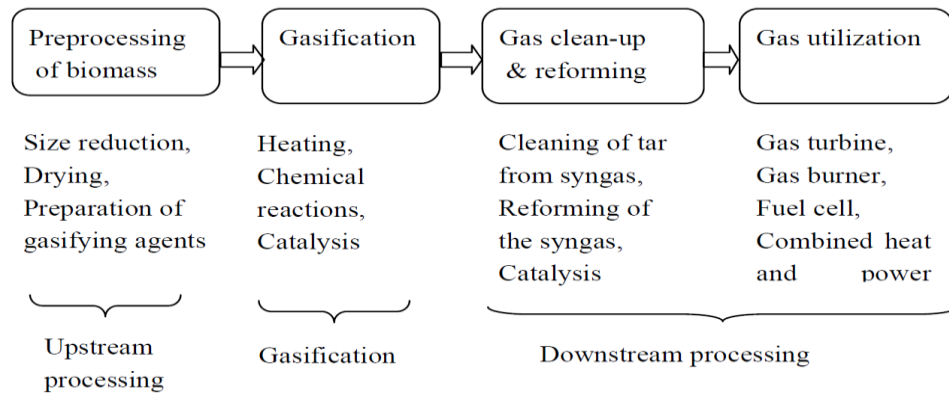 Preprocessing
of biomass
Gasification
Gas clean-up
& reforming
Gas utilization
Size reduction,
Drying,
Preparation of
gasifying agents
Heating,
Chemical
reactions,
Catalysis
Cleaning of tar
from syngas,
Reforming of
the syngas,
Catalysis
Gas turbine,
Gas burner,
Fuel cell,
Combined heat
and power
Upstream
processing
Gasification
Downstream processing